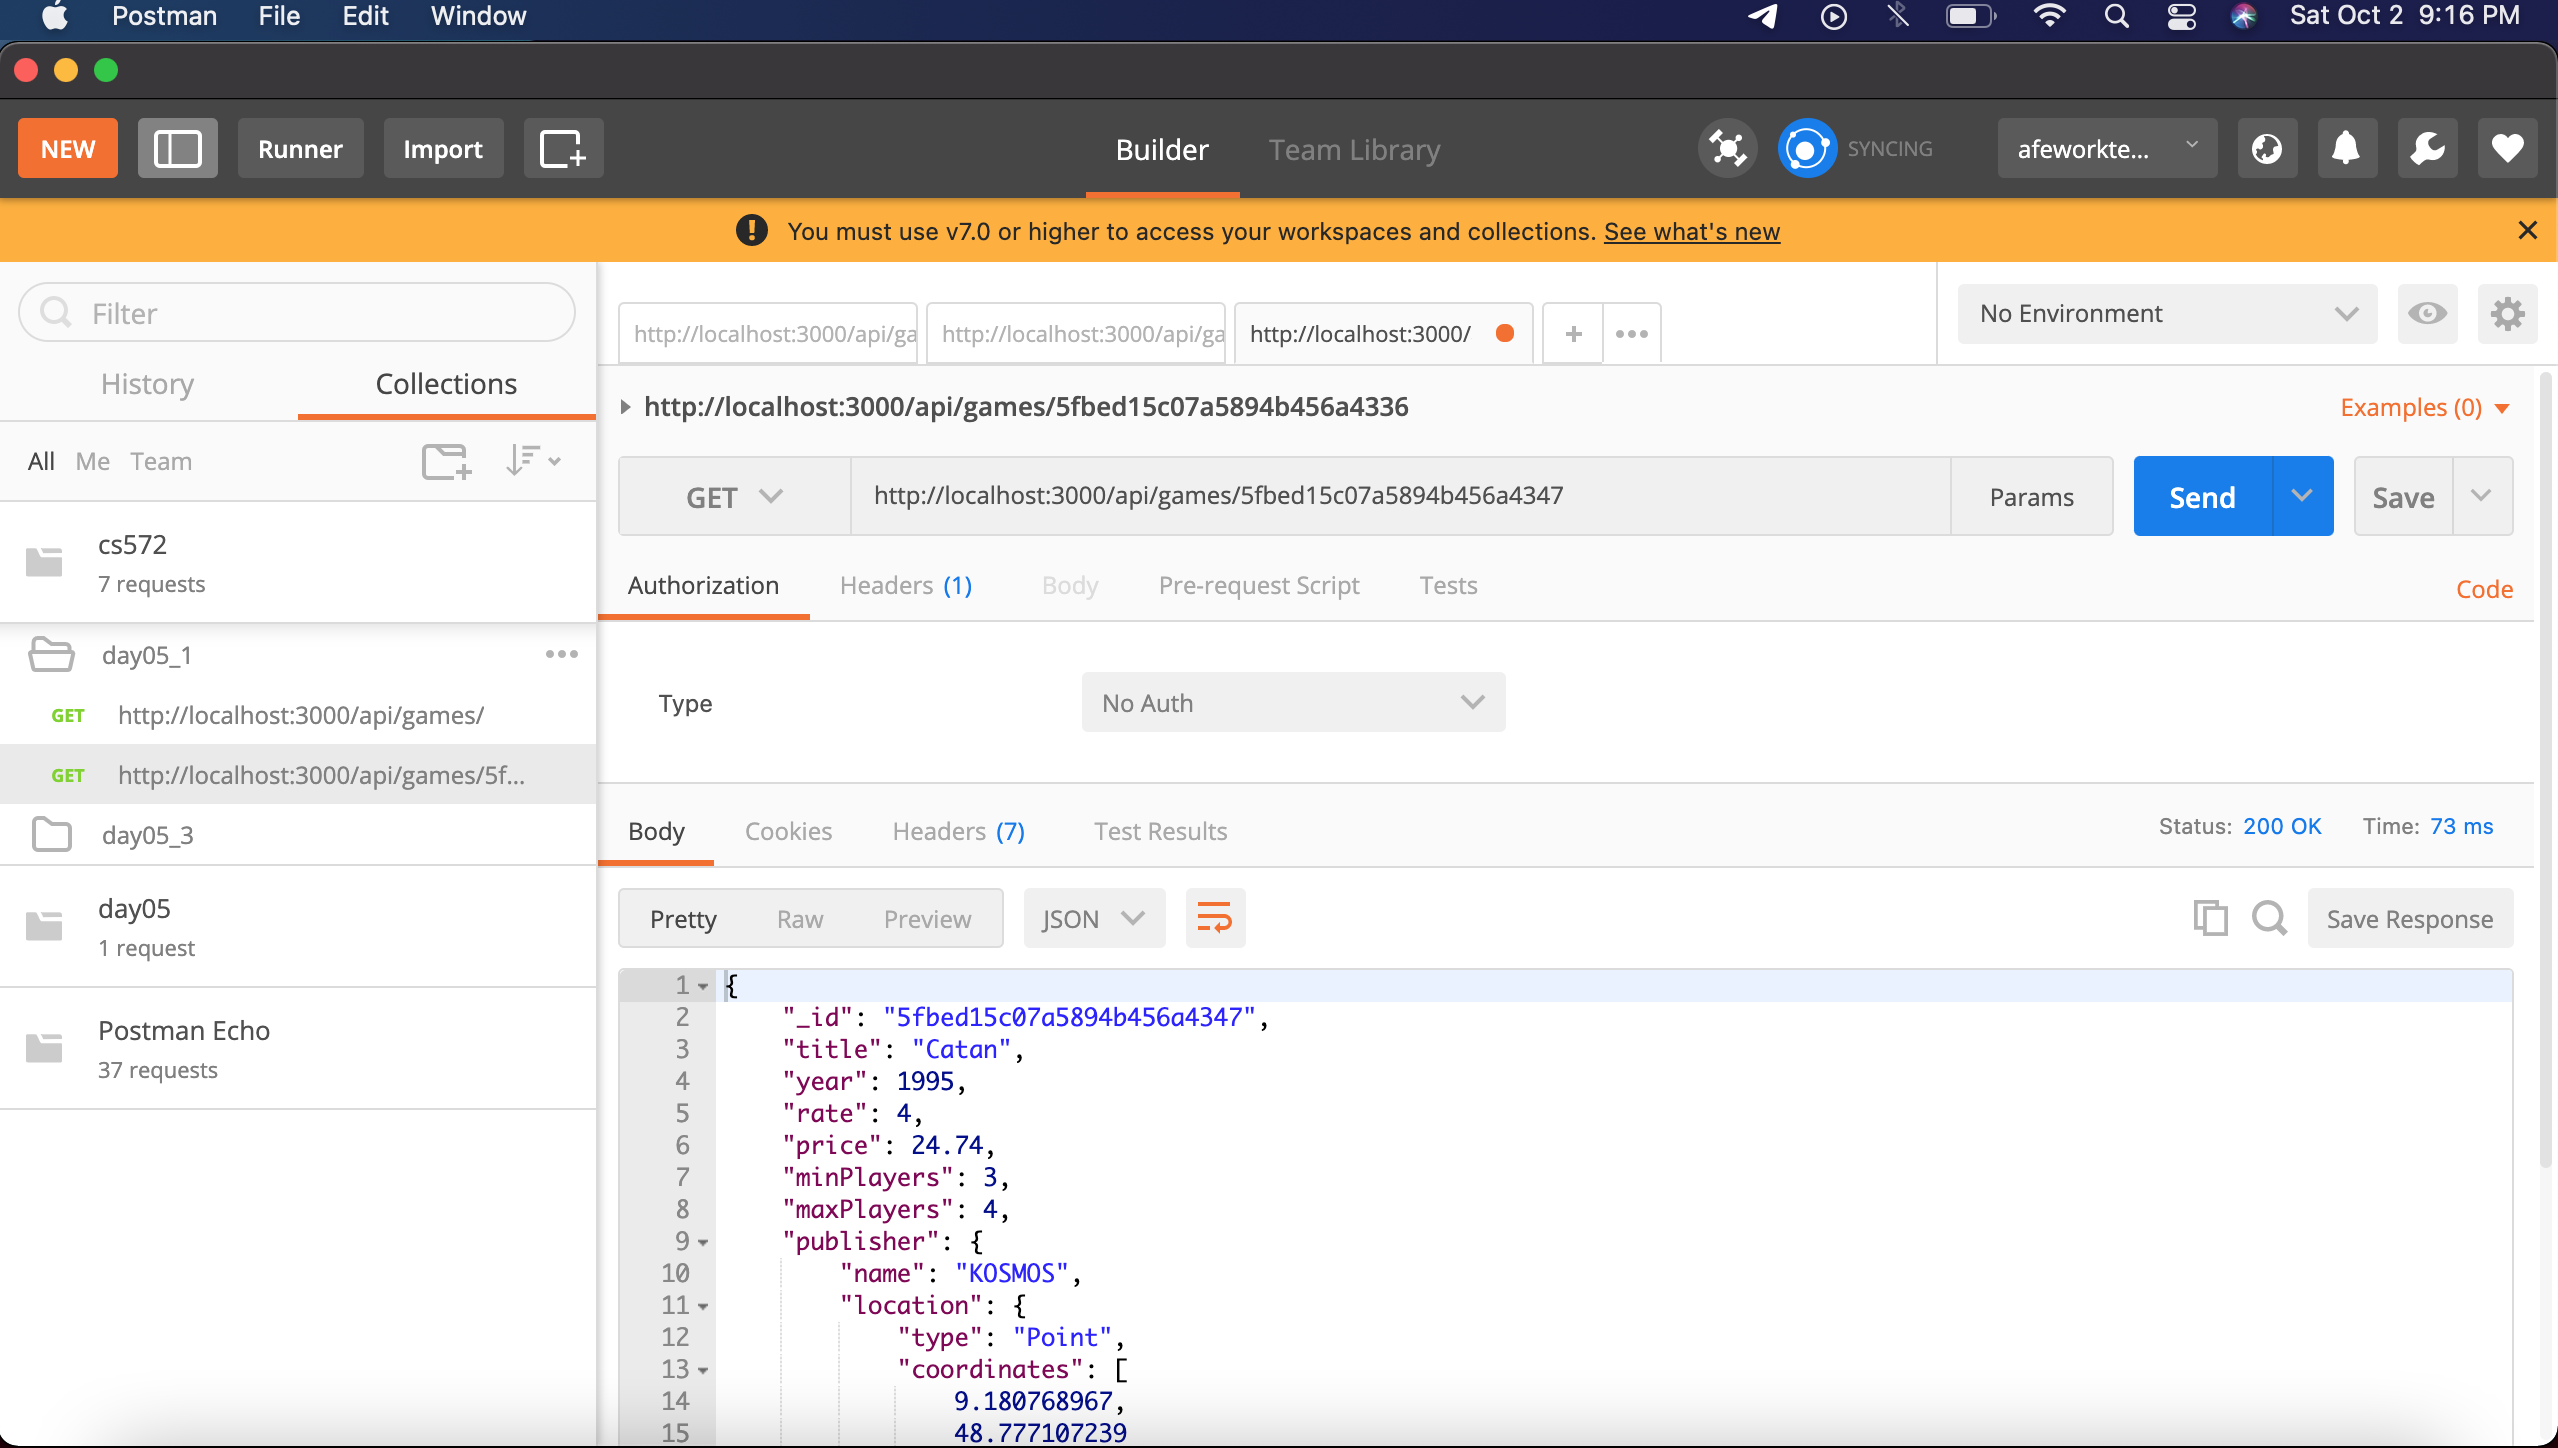 Postman File Edit Window Sat Oct 2 9:16 PM
NEW Runner Import Builder Team Library SYNCING afeworkte...
You must use v7.0 or higher to access your workspaces and collections. See what's new
Filter
History Collections
All Me Team
cs572
7 requests
day05_1
GET http://localhost:3000/api/games/
GET http://localhost:3000/api/games/5f...
day05_3
day05
1 request
Postman Echo
37 requests
http://localhost:3000/api/ga http://localhost:3000/api/ga http://localhost:3000/ + No Environment
http://localhost:3000/api/games/5fbed15c07a5894b456a4336 Examples (0)
GET http://localhost:3000/api/games/5fbed15c07a5894b456a4347 Params Send Save
Authorization Headers (1) Body Pre-request Script Tests Code
Type No Auth
Body Cookies Headers (7) Test Results Status: 200 OK Time: 73 ms
Pretty Raw Preview JSON Save Response
1 {
2 "_id": "5fbed15c07a5894b456a4347",
3 "title": "Catan",
4 "year": 1995,
5 "rate": 4,
6 "price": 24.74,
7 "minPlayers": 3,
8 "maxPlayers": 4,
9 "publisher": {
10 "name": "KOSMOS",
11 "location": {
12 "type": "Point",
13 "coordinates": [
14 9.180768967,
15 48.777107239